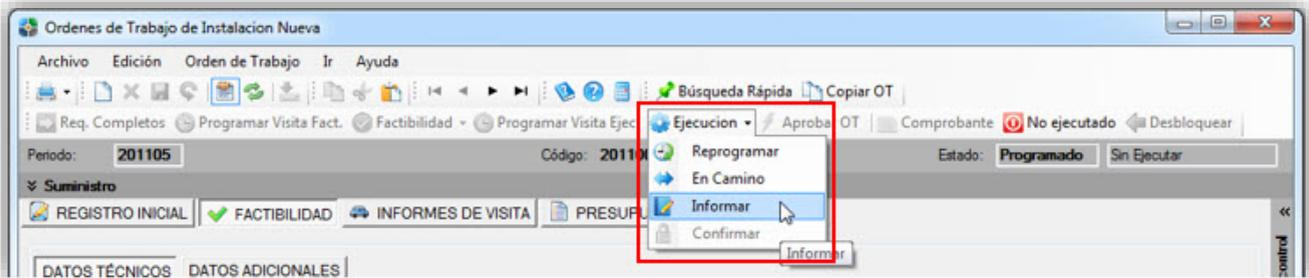 Ordenes de Trabajo de Instalacion Nueva
Archivo Edición Orden de Trabajo Ir Ayuda
Búsqueda Rápida Copiar OT
Req. Completos Programar Visita Fact. Factibilidad Programar Visita Ejec Ejecucion Aproba OT Comprobante No ejecutado Desbloquear
Periodo: 201105 Código: Estado: Programado Sin Ejecutar
Reprogramar
Suministro
En Camino
REGISTRO INICIAL FACTIBILIDAD INFORMES DE VISITA PRESUPU
Informar
Confirmar
Informar
DATOS TÉCNICOS DATOS ADICIONALES
control